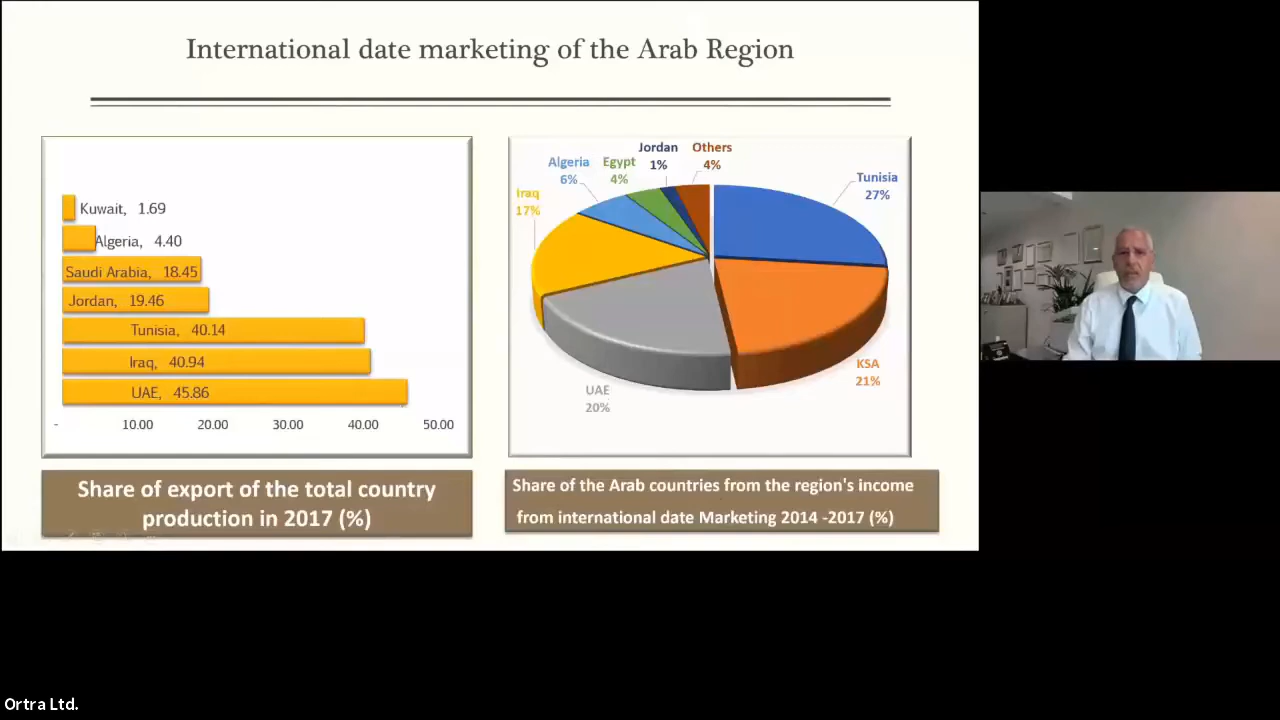 International date marketing of the Arab Region
Kuwait, 1.69
Algeria, 4.40
Saudi Arabia, 18.45
Jordan, 19.46
Tunisia, 40.14
Iraq, 40.94
UAE, 45.86
- 10.00 20.00 30.00 40.00 50.00
Share of export of the total country
production in 2017 (%)
Jordan
1%
Others
4%
Algeria
6%
Egypt
4%
Tunisia
27%
Iraq
17%
KSA
21%
UAE
20%
Share of the Arab countries from the region's income
from international date Marketing 2014 -2017 (%)
Ortra Ltd.